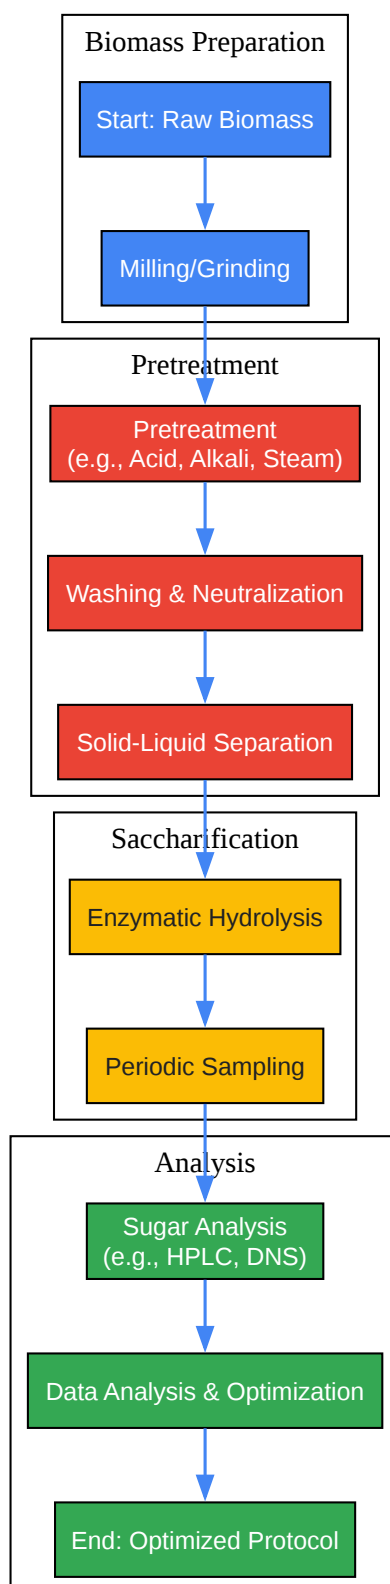 Biomass Preparation
Start: Raw Biomass
Milling/Grinding
Pretreatment
Pretreatment
(e.g., Acid, Alkali, Steam)
Washing & Neutralization
Solid-Liquid Separation
Saccharification
Enzymatic Hydrolysis
Periodic Sampling
Analysis
Sugar Analysis
(e.g., HPLC, DNS)
Data Analysis & Optimization
End: Optimized Protocol